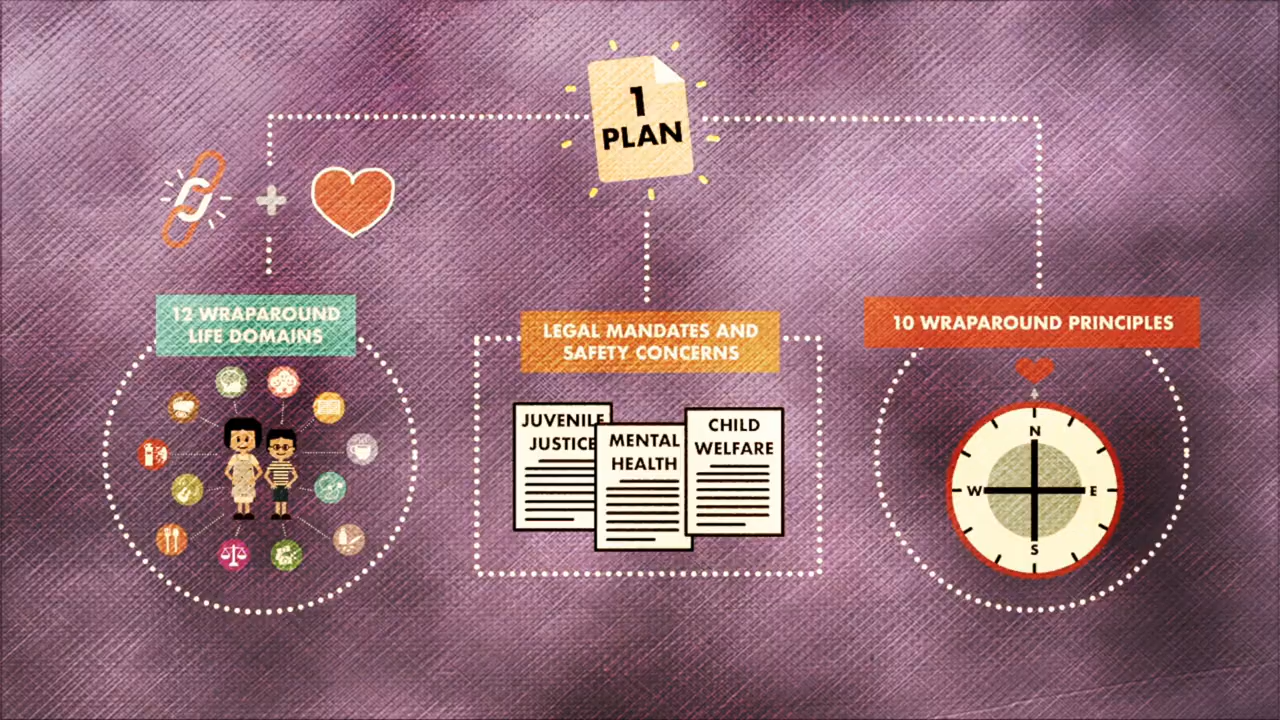 1
PLAN
12 WRAPAROUND
LIFE DOMAINS
LEGAL MANDATES AND
SAFETY CONCERNS
10 WRAPAROUND PRINCIPLES
JUVENILE
JUSTICE
MENTAL
HEALTH
CHILD
WELFARE
N
W
E
S